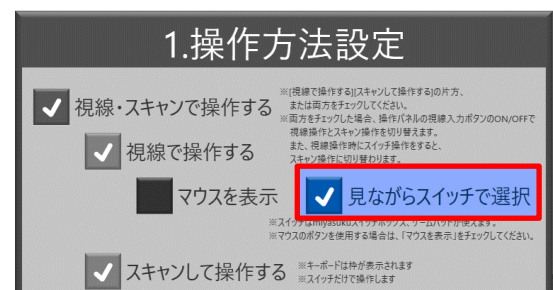 1.操作方法設定
視線・スキャンで操作する
※[視線で操作する][スキャンして操作する]の片方、
または両方をチェックしてください。
※両方をチェックした場合、操作パネルの視線入力ボタンのON/OFFで
視線操作とスキャン操作を切り替えます。
また、視線操作時にスイッチ操作をすると、
スキャン操作に切り替わります。
視線で操作する
マウスを表示
見ながらスイッチで選択
※スイッチはmiyasukuスイッチボックス、ゲームパッドが使えます。
※マウスのボタンを使用する場合は、「マウスを表示」をチェックしてください。
スキャンして操作する
※キーボードは枠が表示されます
※スイッチだけで操作します